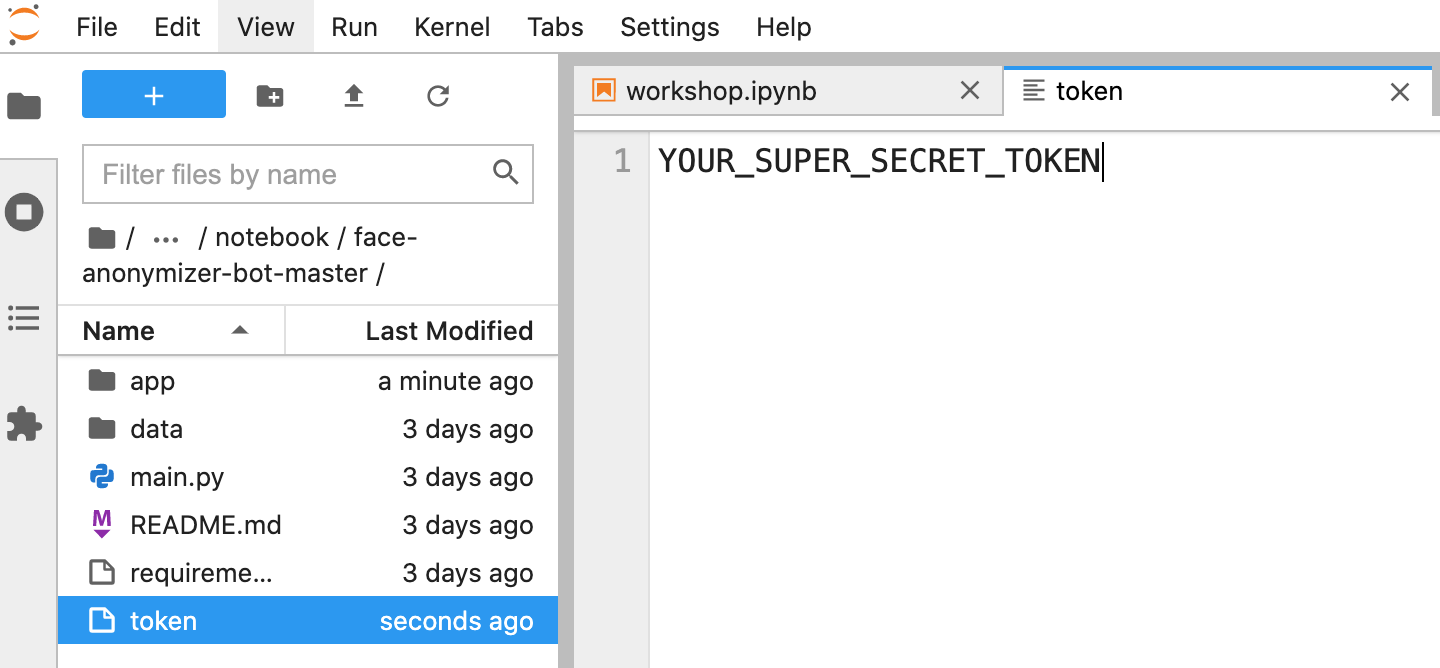 File Edit View Run Kernel Tabs Settings Help
+
Filter files by name
/ ... / notebook / face-
anonymizer-bot-master /
Name Last Modified
app a minute ago
data 3 days ago
main.py 3 days ago
README.md 3 days ago
requireme... 3 days ago
token seconds ago
workshop.ipynb token
1 YOUR_SUPER_SECRET_TOKEN